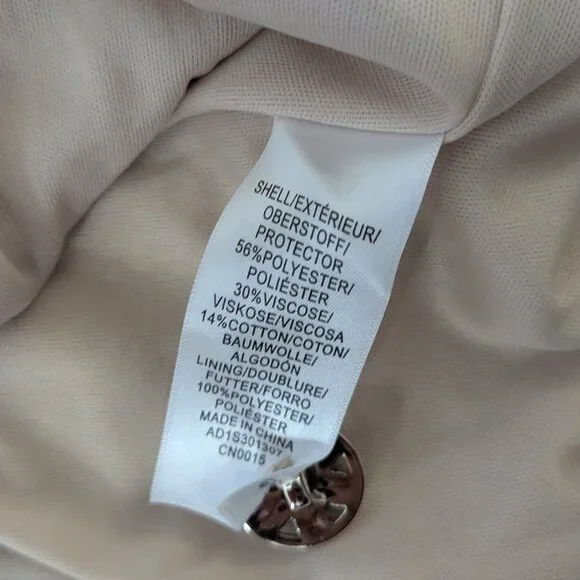 SHELL/EXTÉRIEUR/
OBERSTOFF/
PROTECTOR
56%POLYESTER/
POLIÉSTER
30%VISCOSE/
VISKOSE/VISCOSA
14%COTTON/COTON/
BAUMWOLLE/
ALGODÓN
LINING/DOUBLURE/
FUTTER/FORRO
100%POLYESTER/
POLIÉSTER
MADE IN CHINA
AD1S301307
CN0015